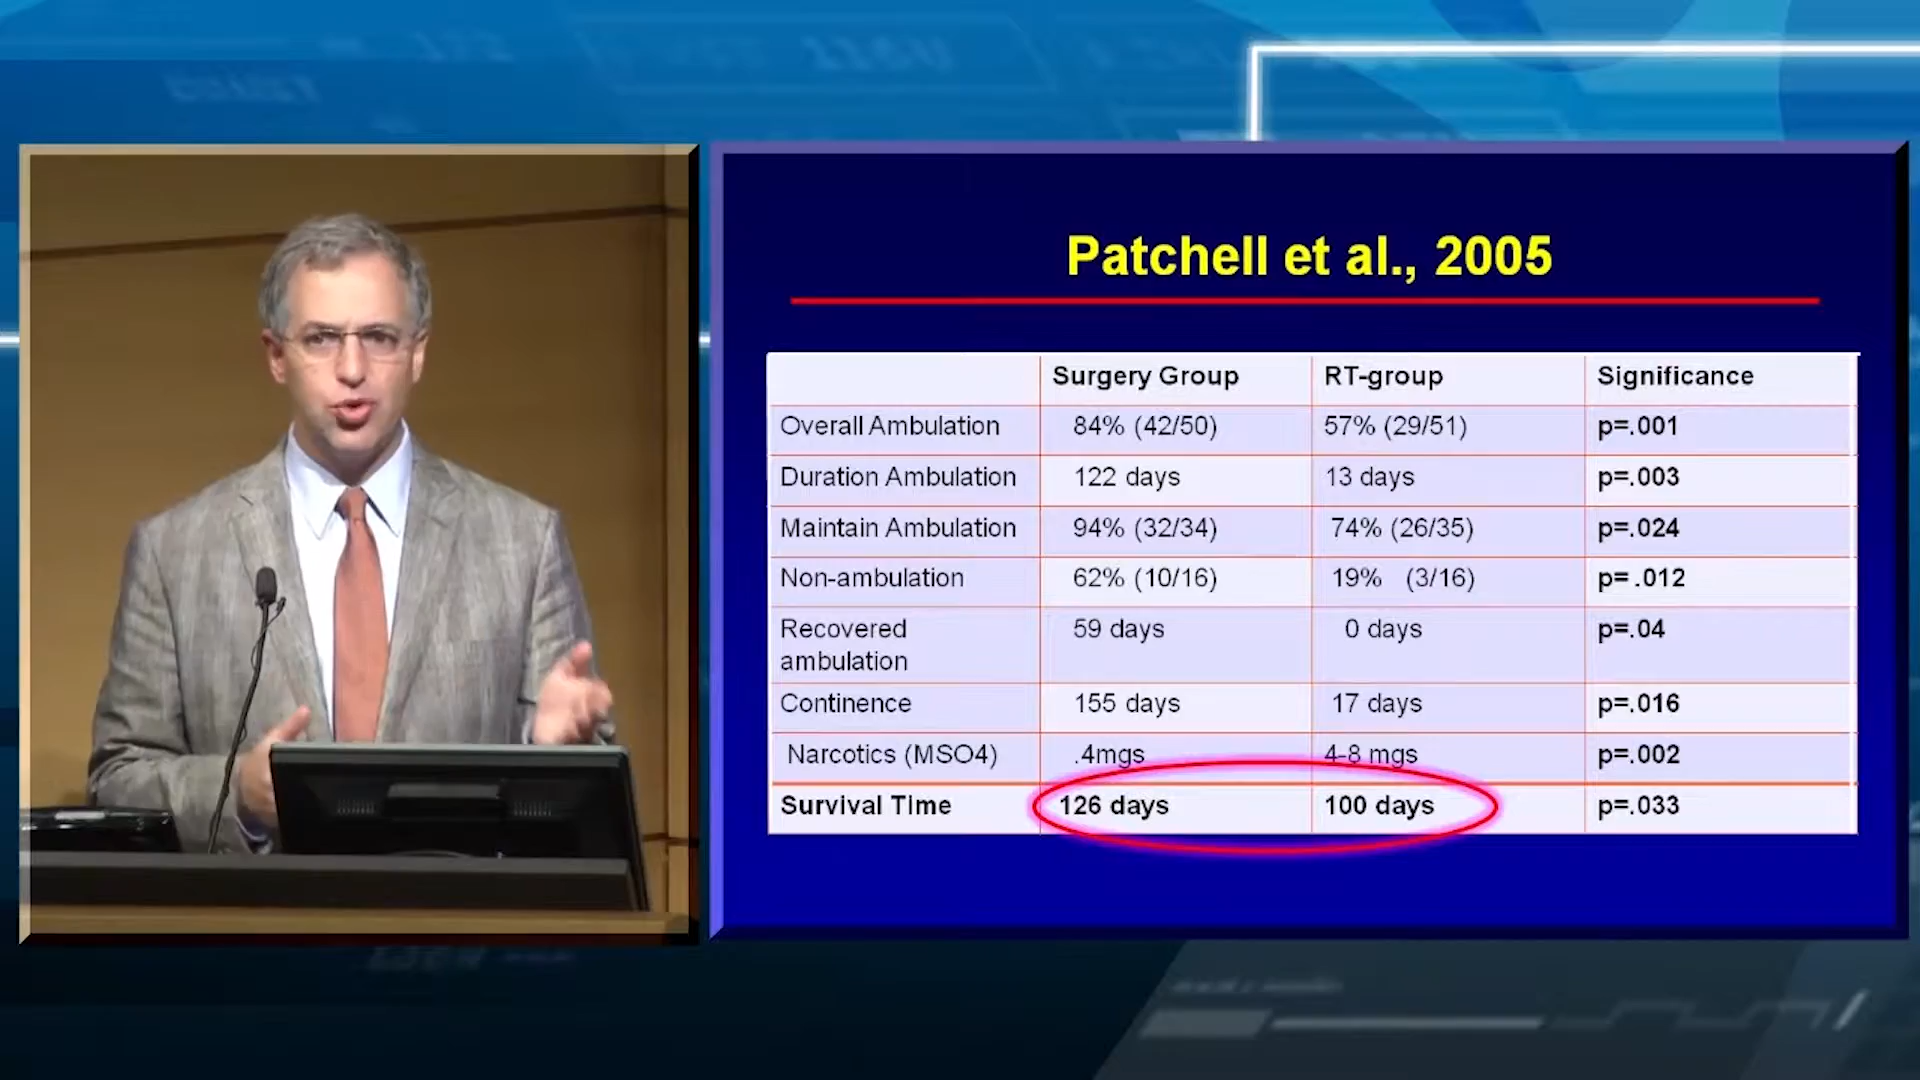 Patchell et al., 2005
Surgery Group RT-group Significance
Overall Ambulation 84% (42/50) 57% (29/51) p=.001
Duration Ambulation 122 days 13 days p=.003
Maintain Ambulation 94% (32/34) 74% (26/35) p=.024
Non-ambulation 62% (10/16) 19% (3/16) p= .012
Recovered
ambulation 59 days 0 days p=.04
Continence 155 days 17 days p=.016
Narcotics (MSO4) .4mgs 4-8 mgs p=.002
Survival Time 126 days 100 days p=.033